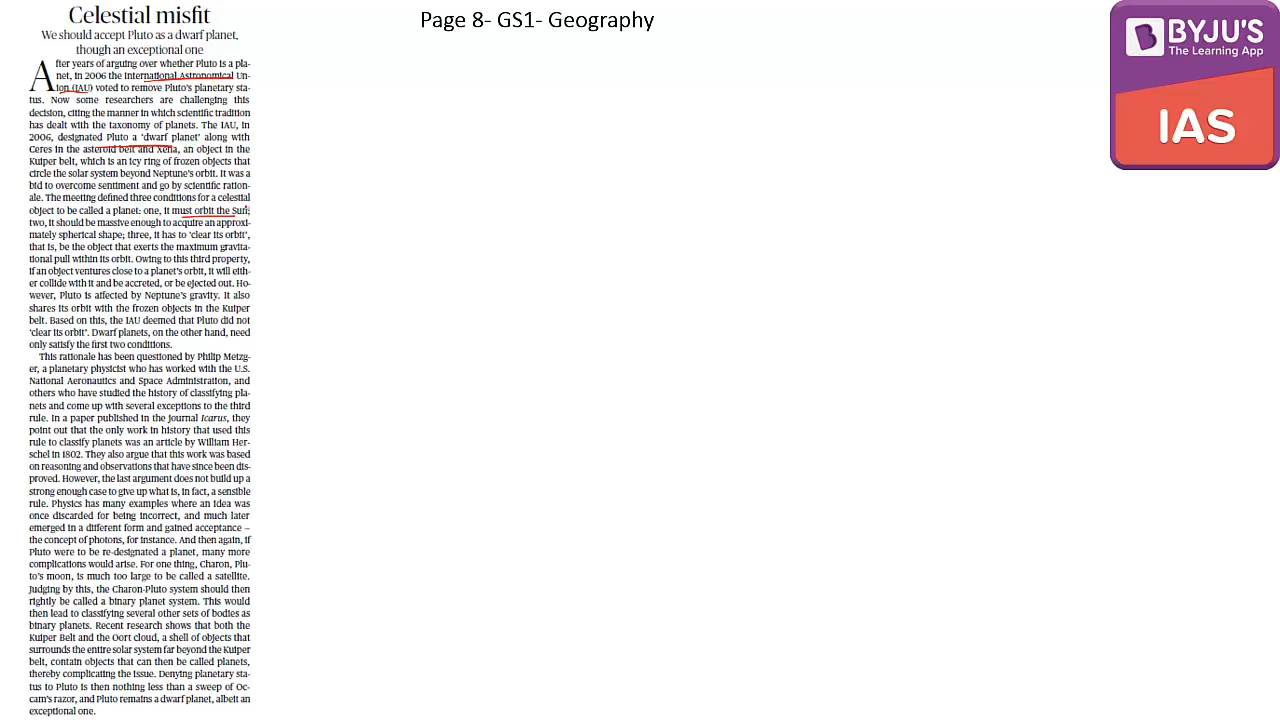 Celestial misfit
We should accept Pluto as a dwarf planet,
though an exceptional one
After years of arguing over whether Pluto is a pla-
net, in 2006 the International Astronomical Un-
ion (IAU) voted to remove Pluto's planetary sta-
tus. Now some researchers are challenging this
decision, citing the manner in which scientific tradition
has dealt with the taxonomy of planets. The IAU, in
2006, designated Pluto a 'dwarf planet' along with
Ceres in the asteroid belt and Xena, an object in the
Kuiper belt, which is an icy ring of frozen objects that
circle the solar system beyond Neptune's orbit. It was a
bid to overcome sentiment and go by scientific ration-
ale. The meeting defined three conditions for a celestial
object to be called a planet: one, it must orbit the Sun;
two, it should be massive enough to acquire an approxi-
mately spherical shape; three, it has to 'clear its orbit',
that is, be the object that exerts the maximum gravita-
tional pull within its orbit. Owing to this third property,
if an object ventures close to a planet's orbit, it will eith-
er collide with it and be accreted, or be ejected out. Ho-
wever, Pluto is affected by Neptune's gravity. It also
shares its orbit with the frozen objects in the Kuiper
belt. Based on this, the IAU deemed that Pluto did not
'clear its orbit'. Dwarf planets, on the other hand, need
only satisfy the first two conditions.
This rationale has been questioned by Philip Metzg-
er, a planetary physicist who has worked with the U.S.
National Aeronautics and Space Administration, and
others who have studied the history of classifying pla-
nets and come up with several exceptions to the third
rule. In a paper published in the journal Icarus, they
point out that the only work in history that used this
rule to classify planets was an article by William Her-
schel in 1802. They also argue that this work was based
on reasoning and observations that have since been dis-
proved. However, the last argument does not build up a
strong enough case to give up what is, in fact, a sensible
rule. Physics has many examples where an idea was
once discarded for being incorrect, and much later
emerged in a different form and gained acceptance –
the concept of photons, for instance. And then again, if
Pluto were to be re-designated a planet, many more
complications would arise. For one thing, Charon, Plu-
to's moon, is much too large to be called a satellite.
Judging by this, the Charon-Pluto system should then
rightly be called a binary planet system. This would
then lead to classifying several other sets of bodies as
binary planets. Recent research shows that both the
Kuiper Belt and the Oort cloud, a shell of objects that
surrounds the entire solar system far beyond the Kuiper
belt, contain objects that can then be called planets,
thereby complicating the issue. Denying planetary sta-
tus to Pluto is then nothing less than a sweep of Oc-
cam's razor, and Pluto remains a dwarf planet, albeit an
exceptional one.
Page 8- GS1- Geography
BYJU'S
The Learning App
IAS